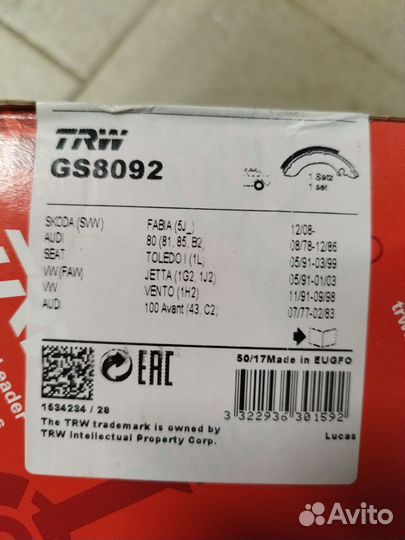 TRW
GS8092
1 Satz
1 set
SKODA (SVW) FABIA (5J_) 12/08-
AUDI 80 (81, 85, B2) 08/78-12/86
SEAT TOLEDO I (1L) 05/91-03/99
VW (FAW) JETTA (1G2, 1J2) 05/91-01/03
VW VENTO (1H2) 11/91-09/98
AUDI 100 Avant (43, C2, 07/77-02/83
EAC
50/17 Made in EUGFO
1534234 / 28
3 322936 301592
The TRW trademark is owned by
TRW Intellectual Property Corp.
Lucas
Leader
Avito